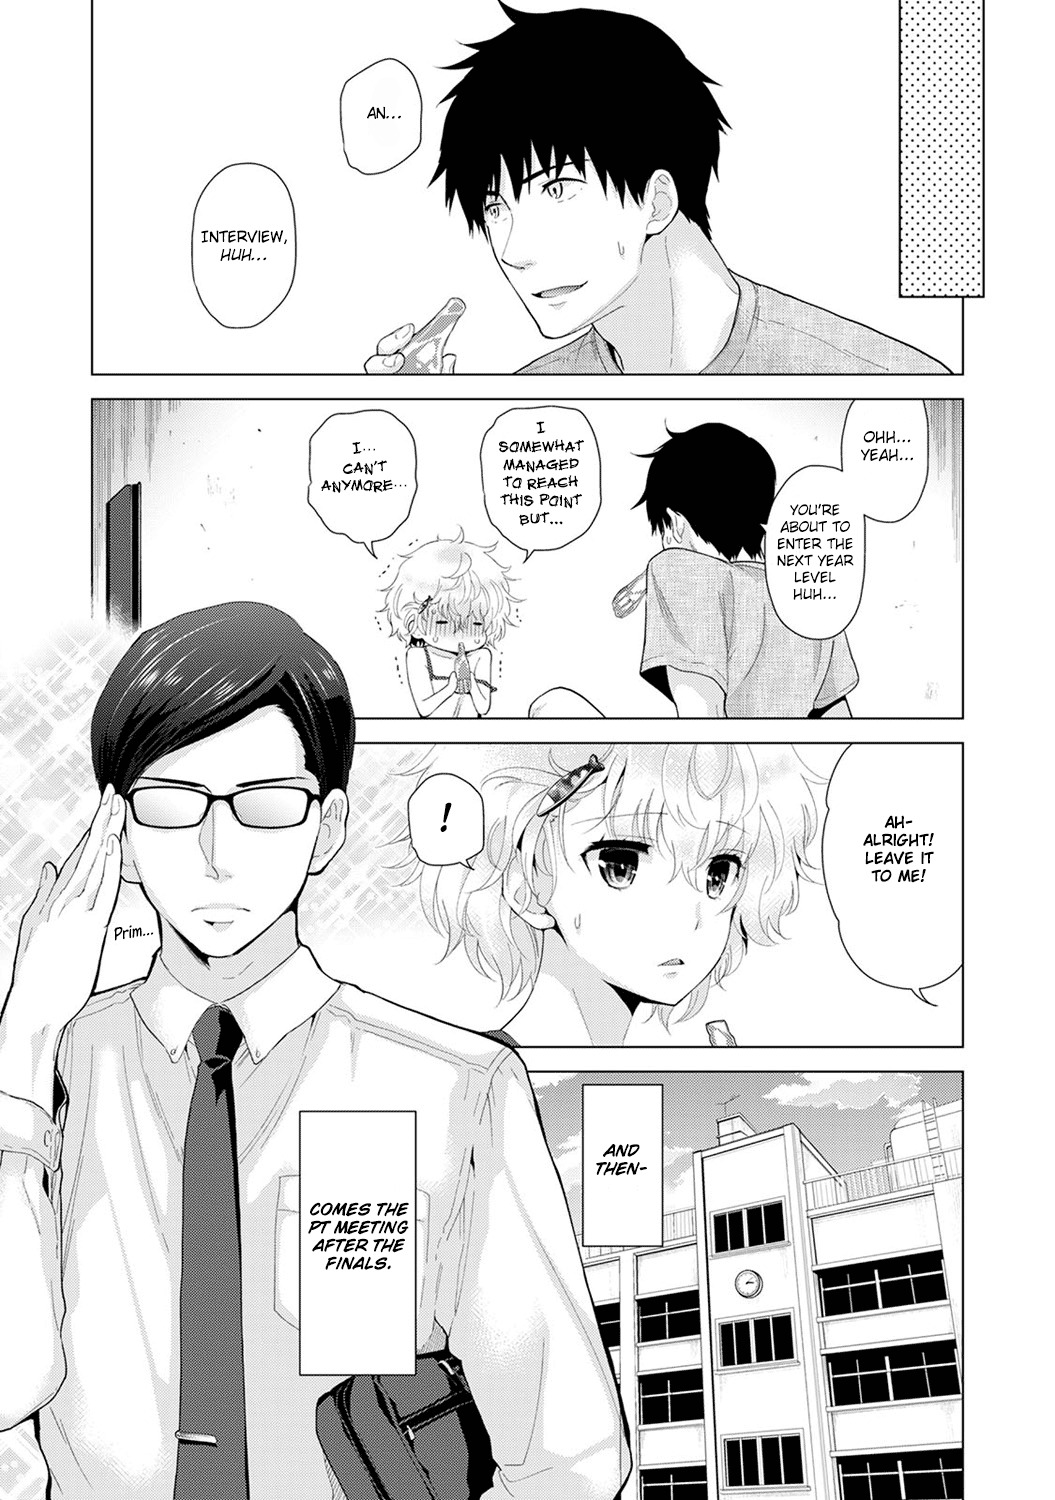 AN...
INTERVIEW,
HUH...
OHH...
YEAH...
YOU'RE
ABOUT TO
ENTER THE
NEXT YEAR
LEVEL
HUH...
I
SOMEWHAT
MANAGED
TO REACH
THIS POINT
BUT...
I...
CAN'T
ANYMORE...
AH-
ALRIGHT!
LEAVE IT
TO ME!
!
Prim...
AND
THEN-
COMES THE
PT MEETING
AFTER THE
FINALS.